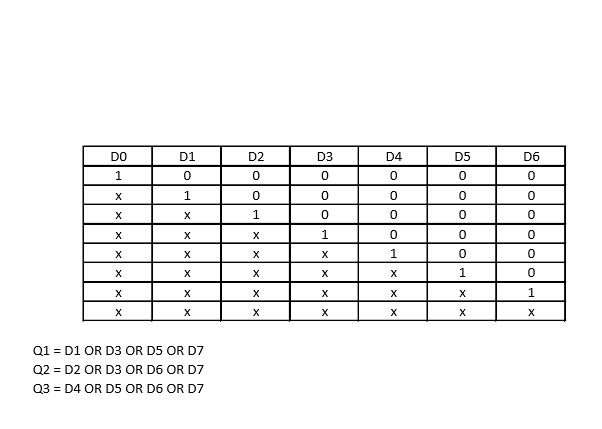 D0 D1 D2 D3 D4 D5 D6
1 0 0 0 0 0 0
x 1 0 0 0 0 0
x x 1 0 0 0 0
x x x 1 0 0 0
x x x x 1 0 0
x x x x x 1 0
x x x x x x 1
x x x x x x x
Q1 = D1 OR D3 OR D5 OR D7
Q2 = D2 OR D3 OR D6 OR D7
Q3 = D4 OR D5 OR D6 OR D7